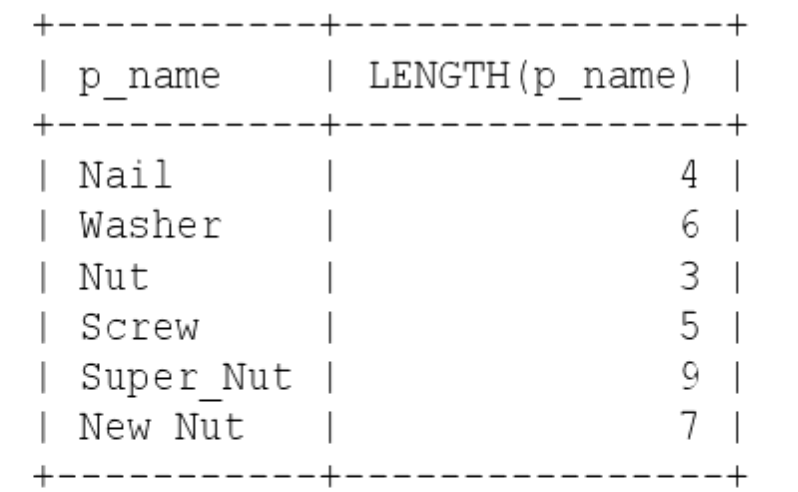 +-----------+----------------+
| p_name    | LENGTH(p_name) |
+-----------+----------------+
| Nail      |              4 |
| Washer    |              6 |
| Nut       |              3 |
| Screw     |              5 |
| Super_Nut |              9 |
| New Nut   |              7 |
+-----------+----------------+